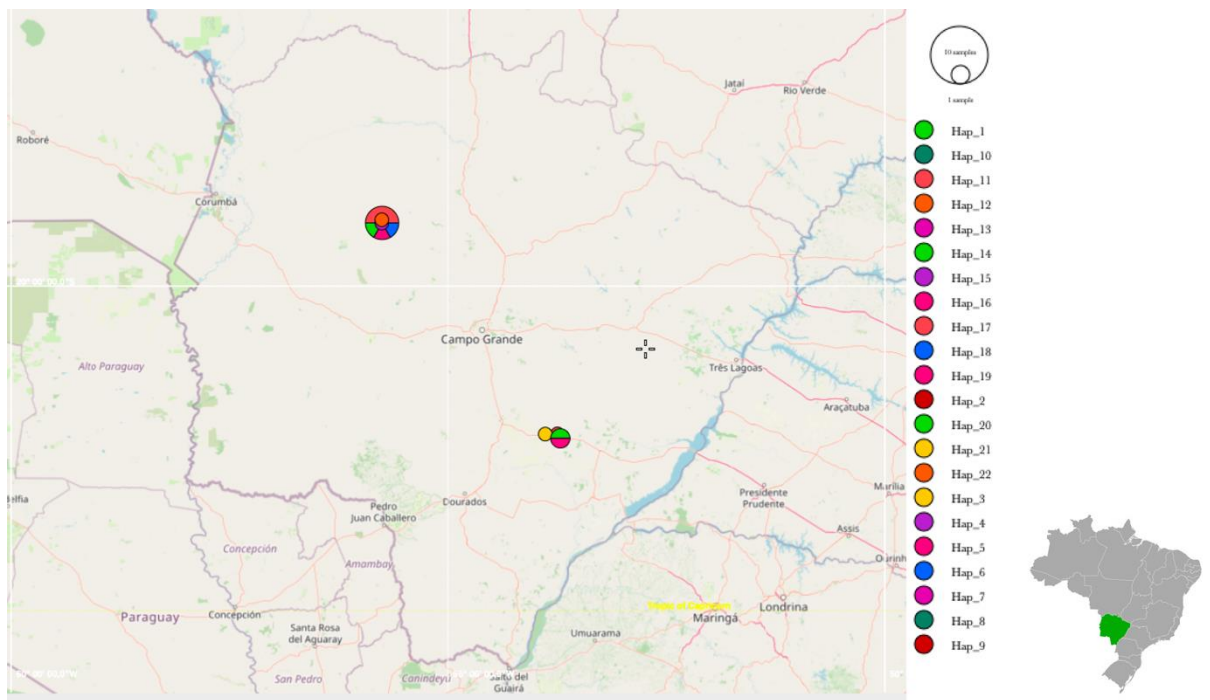 10 samples
1 sample
Jataí
Rio Verde
Roboré
Corumbá
Campo Grande
Alto Paraguay
Três Lagoas
Araçatuba
Dourados
Pedro
Juan Caballero
Presidente
Prudente
Marília
Assis
Concepción
Amambay
Paraguay
Concepción
Santa Rosa
del Aguaray
Umuarama
Londrina
Maringá
San Pedro
Canindeyú
Salto del
Guairá
Hap_1
Hap_10
Hap_11
Hap_12
Hap_13
Hap_14
Hap_15
Hap_16
Hap_17
Hap_18
Hap_19
Hap_2
Hap_20
Hap_21
Hap_22
Hap_3
Hap_4
Hap_5
Hap_6
Hap_7
Hap_8
Hap_9